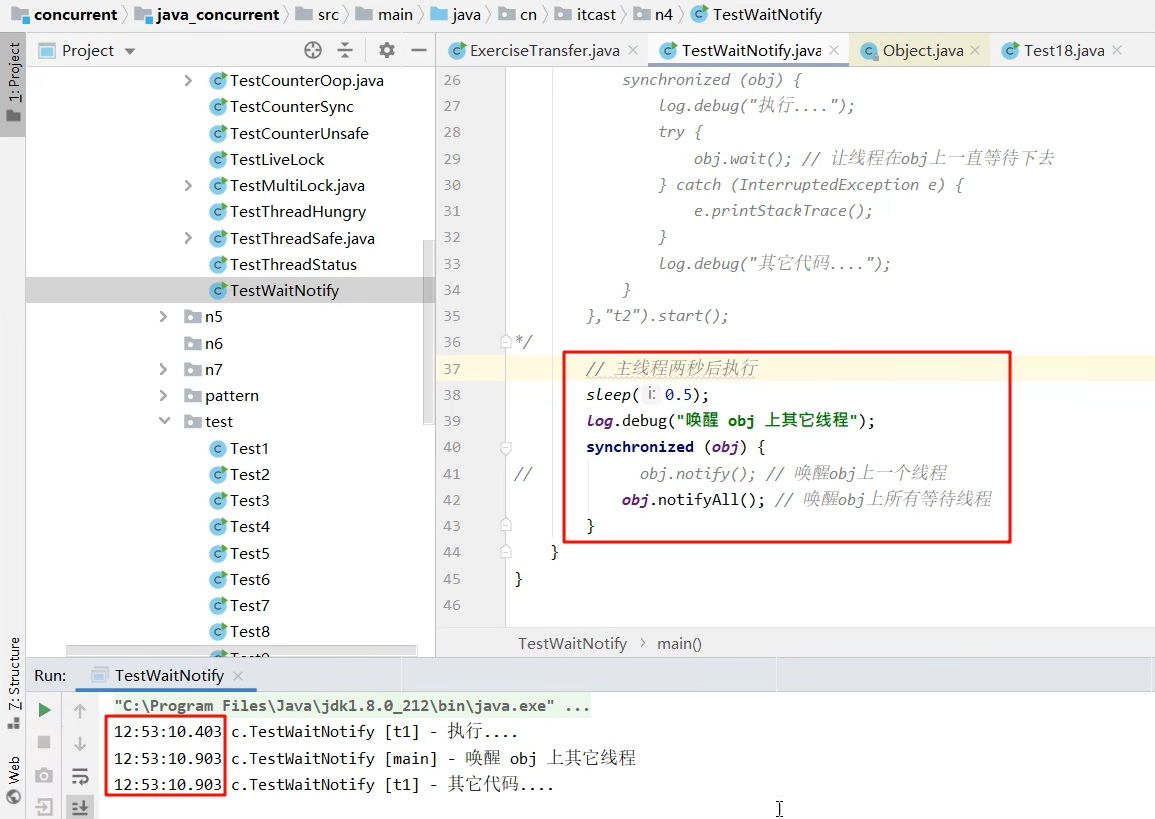 concurrent java_concurrent src main java cn itcast n4 TestWaitNotify
1: Project
Project
ExerciseTransfer.java TestWaitNotify.java Object.java Test18.java
TestCounterOop.java
TestCounterSync
TestCounterUnsafe
TestLiveLock
TestMultiLock.java
TestThreadHungry
TestThreadSafe.java
TestThreadStatus
TestWaitNotify
n5
n6
n7
pattern
test
Test1
Test2
Test3
Test4
Test5
Test6
Test7
Test8
26 synchronized (obj) {
27 log.debug("执行....");
28 try {
29 obj.wait(); // 让线程在obj上一直等待下去
30 } catch (InterruptedException e) {
31 e.printStackTrace();
32 }
33 log.debug("其它代码....");
34 }
35 },"t2").start();
36 */
37 // 主线程两秒后执行
38 sleep( i: 0.5);
39 log.debug("唤醒 obj 上其它线程");
40 synchronized (obj) {
41 // obj.notify(); // 唤醒obj上一个线程
42 obj.notifyAll(); // 唤醒obj上所有等待线程
43 }
44 }
45 }
46
TestWaitNotify main()
Z: Structure
Web
Run: TestWaitNotify
"C:\Program Files\Java\jdk1.8.0_212\bin\java.exe" ...
12:53:10.403 c.TestWaitNotify [t1] - 执行....
12:53:10.903 c.TestWaitNotify [main] - 唤醒 obj 上其它线程
12:53:10.903 c.TestWaitNotify [t1] - 其它代码....